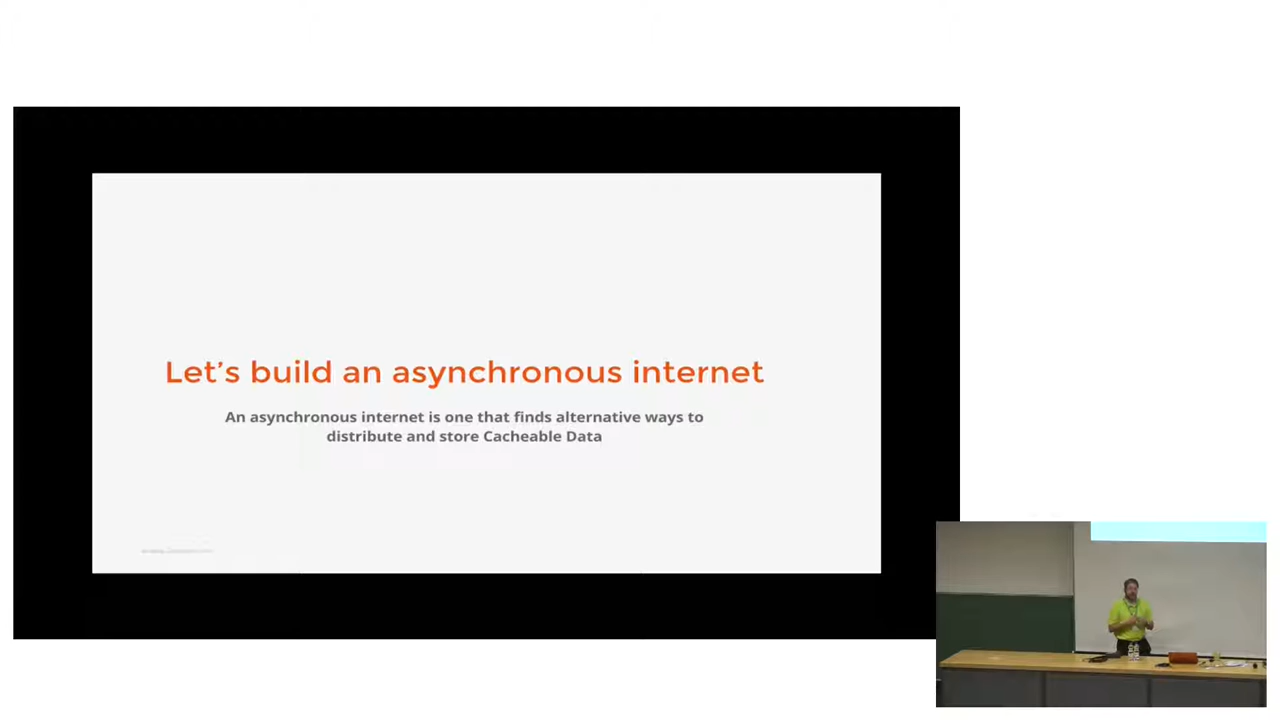 Let's build an asynchronous internet
An asynchronous internet is one that finds alternative ways to
distribute and store Cacheable Data